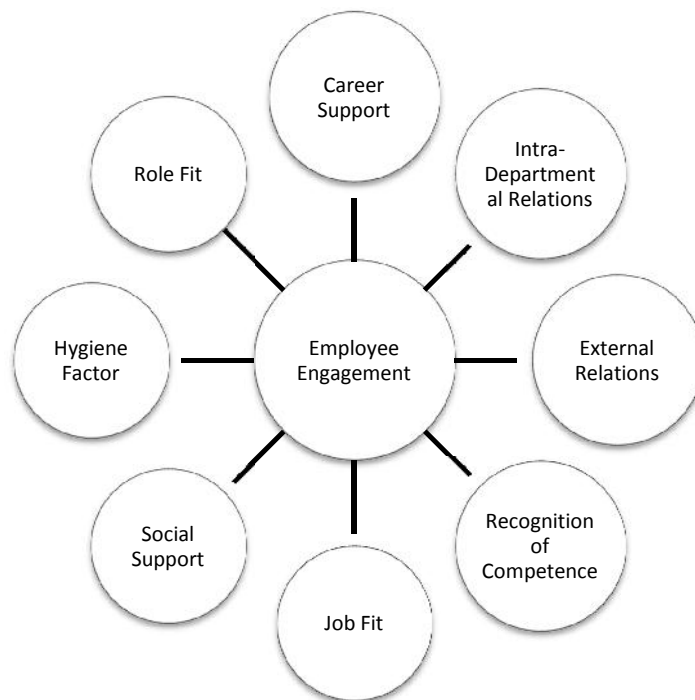 Career
Support
Role Fit
Intra-
Department
al Relations
Hygiene
Factor
Employee
Engagement
External
Relations
Social
Support
Recognition
of
Competence
Job Fit